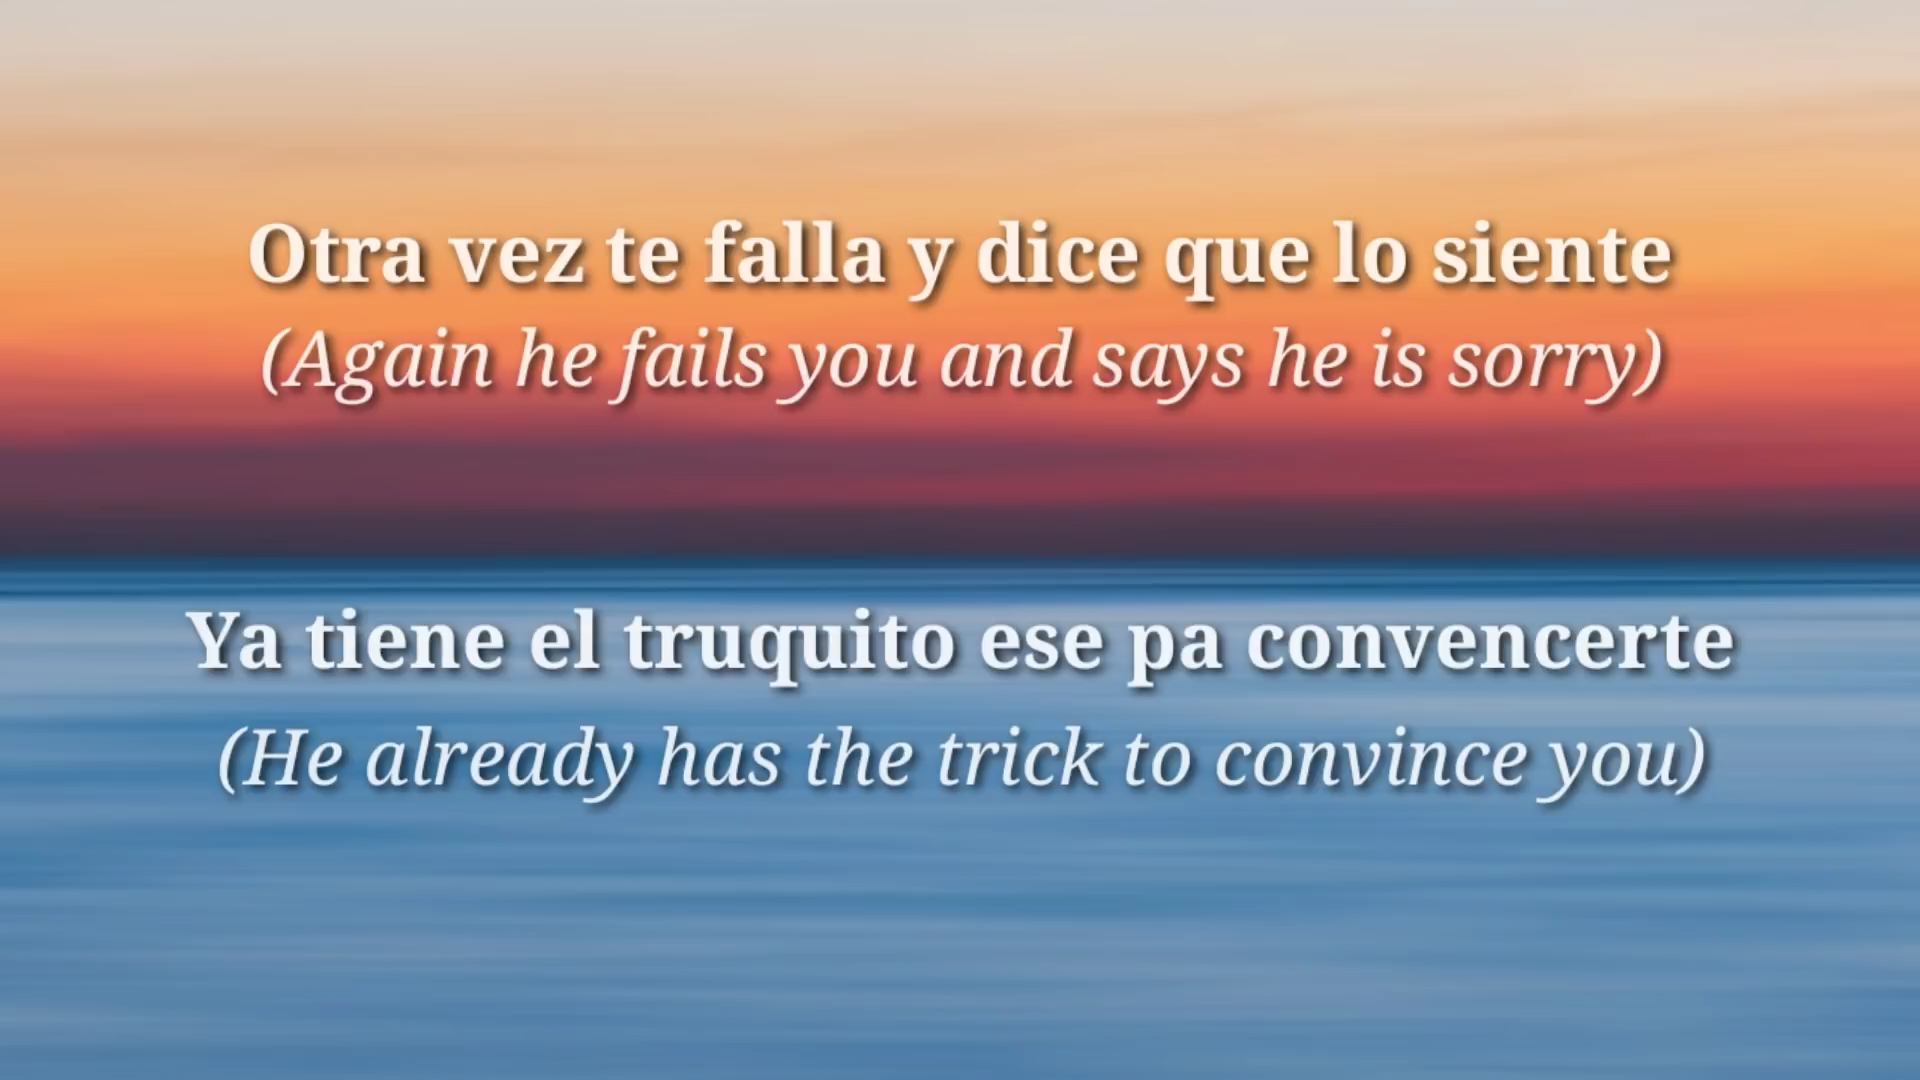 Otra vez te falla y dice que lo siente
(Again he fails you and says he is sorry)
Ya tiene el truquito ese pa convencerte
(He already has the trick to convince you)